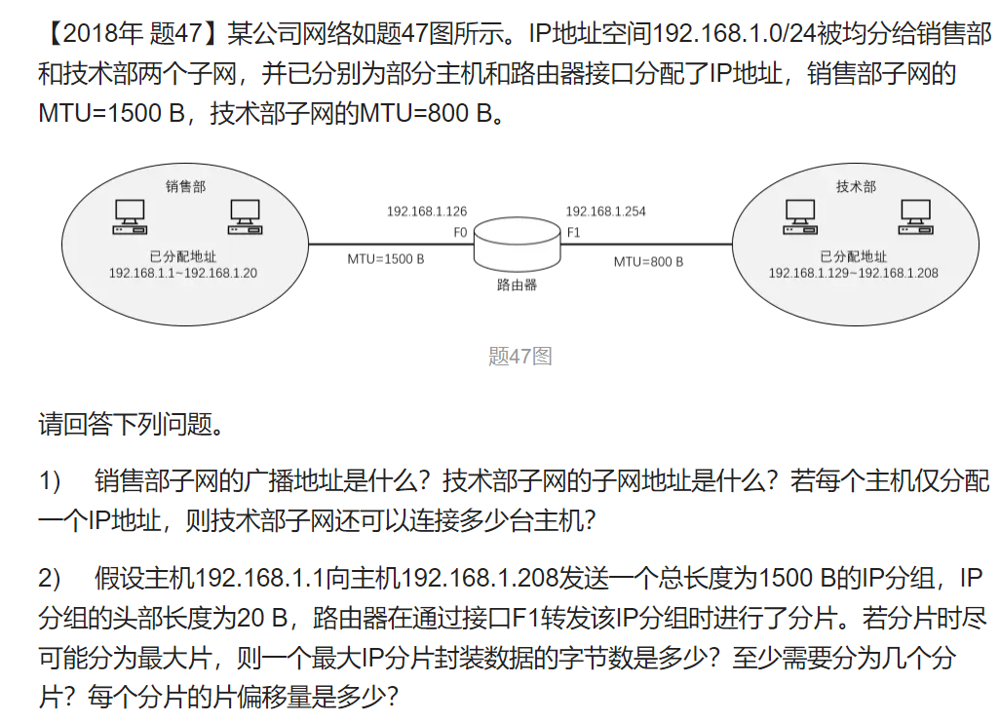 【2018年 题47】某公司网络如题47图所示。IP地址空间192.168.1.0/24被均分给销售部
和技术部两个子网，并已分别为部分主机和路由器接口分配了IP地址，销售部子网的
MTU=1500 B，技术部子网的MTU=800 B。
销售部
技术部
192.168.1.126
192.168.1.254
F0
F1
已分配地址
192.168.1.1~192.168.1.20
MTU=1500 B
MTU=800 B
已分配地址
192.168.1.129~192.168.1.208
路由器
题47图
请回答下列问题。
1) 销售部子网的广播地址是什么？技术部子网的子网地址是什么？若每个主机仅分配
一个IP地址，则技术部子网还可以连接多少台主机？
2) 假设主机192.168.1.1向主机192.168.1.208发送一个总长度为1500 B的IP分组，IP
分组的头部长度为20 B，路由器在通过接口F1转发该IP分组时进行了分片。若分片时尽
可能分为最大片，则一个最大IP分片封装数据的字节数是多少？至少需要分为几个分
片？每个分片的片偏移量是多少？